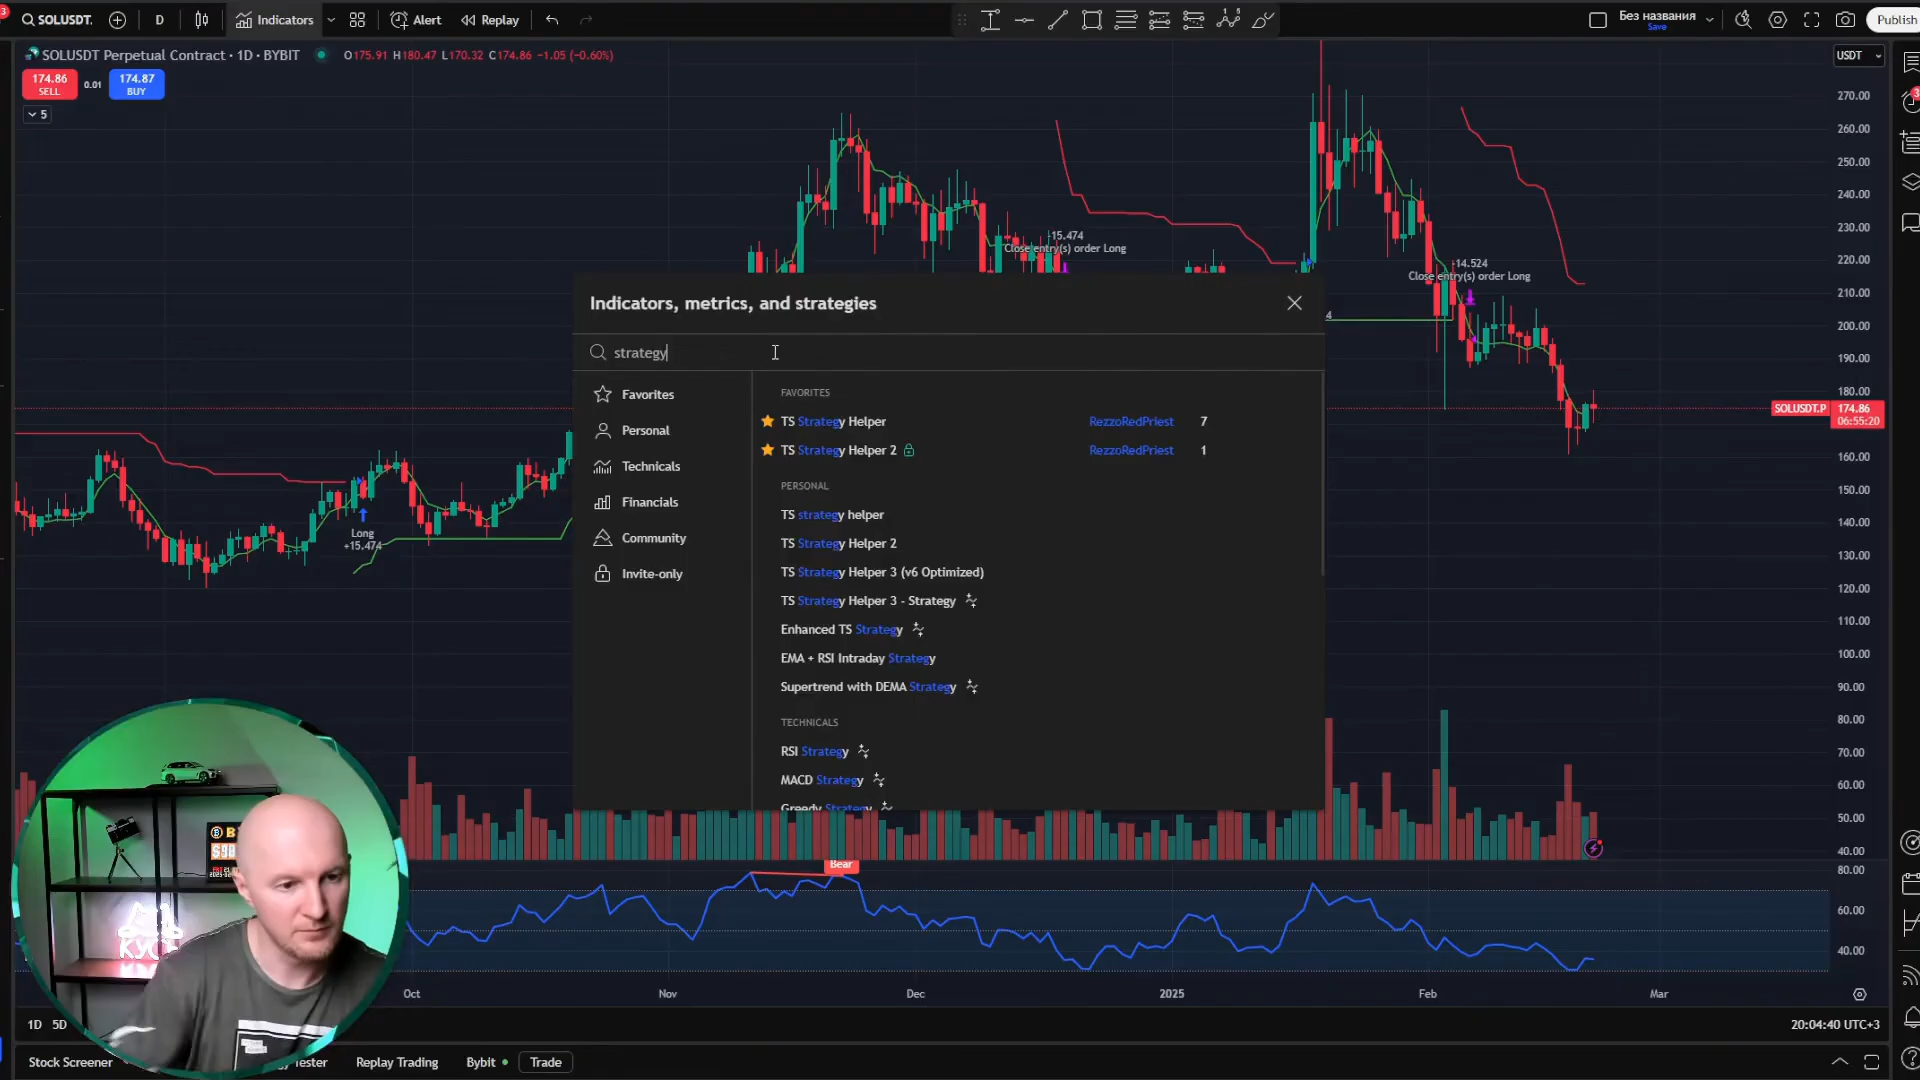 3
SOLUSDT.
D
Indicators
Alert
Replay
Без названия
Save
Publish
SOLUSDT Perpetual Contract · 1D · BYBIT
O175.91 H180.47 L170.32 C174.86 −1.05 (−0.60%)
USDT
174.86
SELL
0.01
174.87
BUY
5
3
270.00
260.00
250.00
240.00
230.00
220.00
210.00
200.00
190.00
180.00
SOLUSDT.P
174.86
06:55:20
160.00
150.00
140.00
130.00
120.00
110.00
100.00
90.00
80.00
70.00
60.00
50.00
40.00
80.00
60.00
40.00
-15.474
Close entry(s) order Long
-14.524
Close entry(s) order Long
4
Long
+15.474
Indicators, metrics, and strategies
strategy
Favorites
Personal
Technicals
Financials
Community
Invite-only
FAVORITES
TS Strategy Helper RezzoRedPriest 7
TS Strategy Helper 2 RezzoRedPriest 1
PERSONAL
TS strategy helper
TS Strategy Helper 2
TS Strategy Helper 3 (v6 Optimized)
TS Strategy Helper 3 - Strategy
Enhanced TS Strategy
EMA + RSI Intraday Strategy
Supertrend with DEMA Strategy
TECHNICALS
RSI Strategy
MACD Strategy
Greedy Strategy
Bear
Oct
Nov
Dec
2025
Feb
Mar
1D 5D
20:04:40 UTC+3
Stock Screener
Tester
Replay Trading
Bybit
Trade